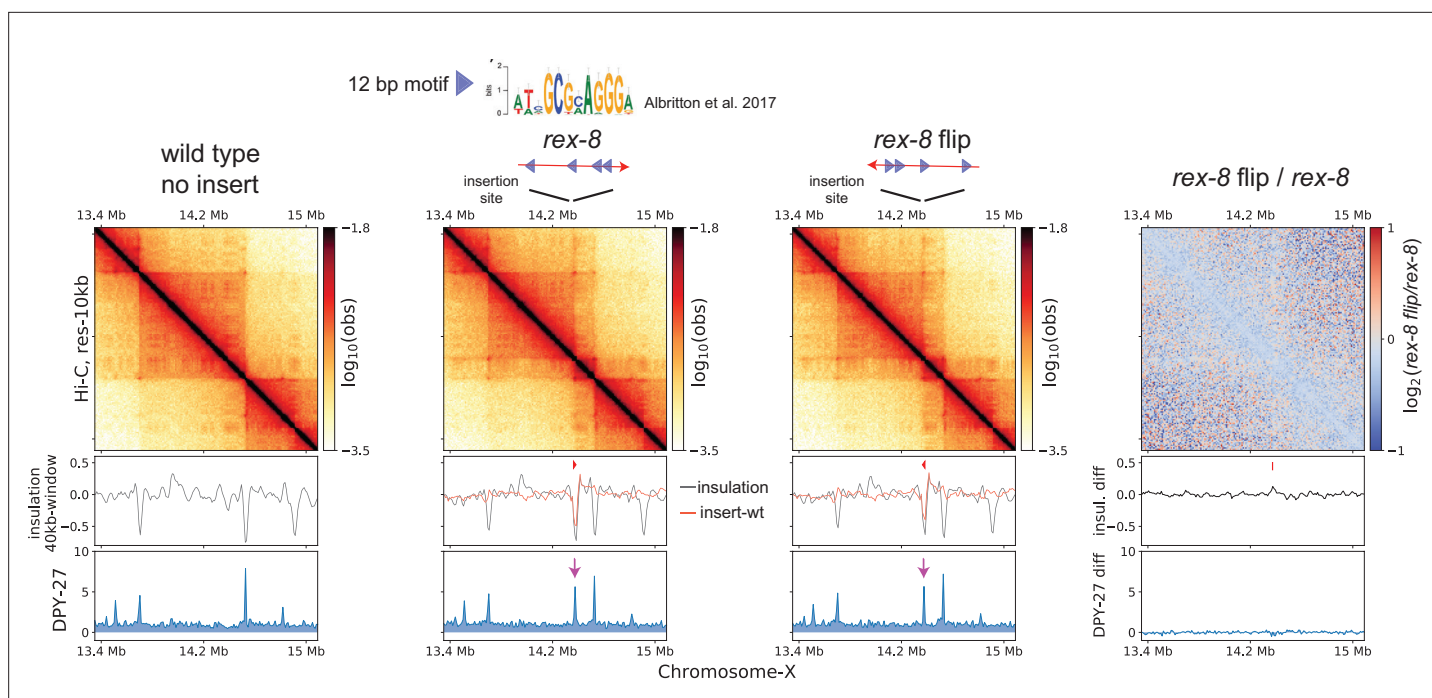 12 bp motif
bits
2
1
0
ATCGCGCAGGGA
Albritton et al. 2017
wild type
no insert
rex-8
rex-8 flip
rex-8 flip / rex-8
insertion
site
insertion
site
13.4 Mb 14.2 Mb 15 Mb
13.4 Mb 14.2 Mb 15 Mb
13.4 Mb 14.2 Mb 15 Mb
13.4 Mb 14.2 Mb 15 Mb
Hi-C, res-10kb
−1.8
log10(obs)
−3.5
−1.8
log10(obs)
−3.5
−1.8
log10(obs)
−3.5
1
0
−1
log2(rex-8 flip/rex-8)
insulation
40kb-window
0.5
0.0
−0.5
insulation
insert-wt
insul. diff
0.5
0.0
−0.5
DPY-27
10
5
0
DPY-27 diff
10
5
0
13.4 Mb 14.2 Mb 15 Mb
13.4 Mb 14.2 Mb 15 Mb
13.4 Mb 14.2 Mb 15 Mb
13.4 Mb 14.2 Mb 15 Mb
Chromosome-X